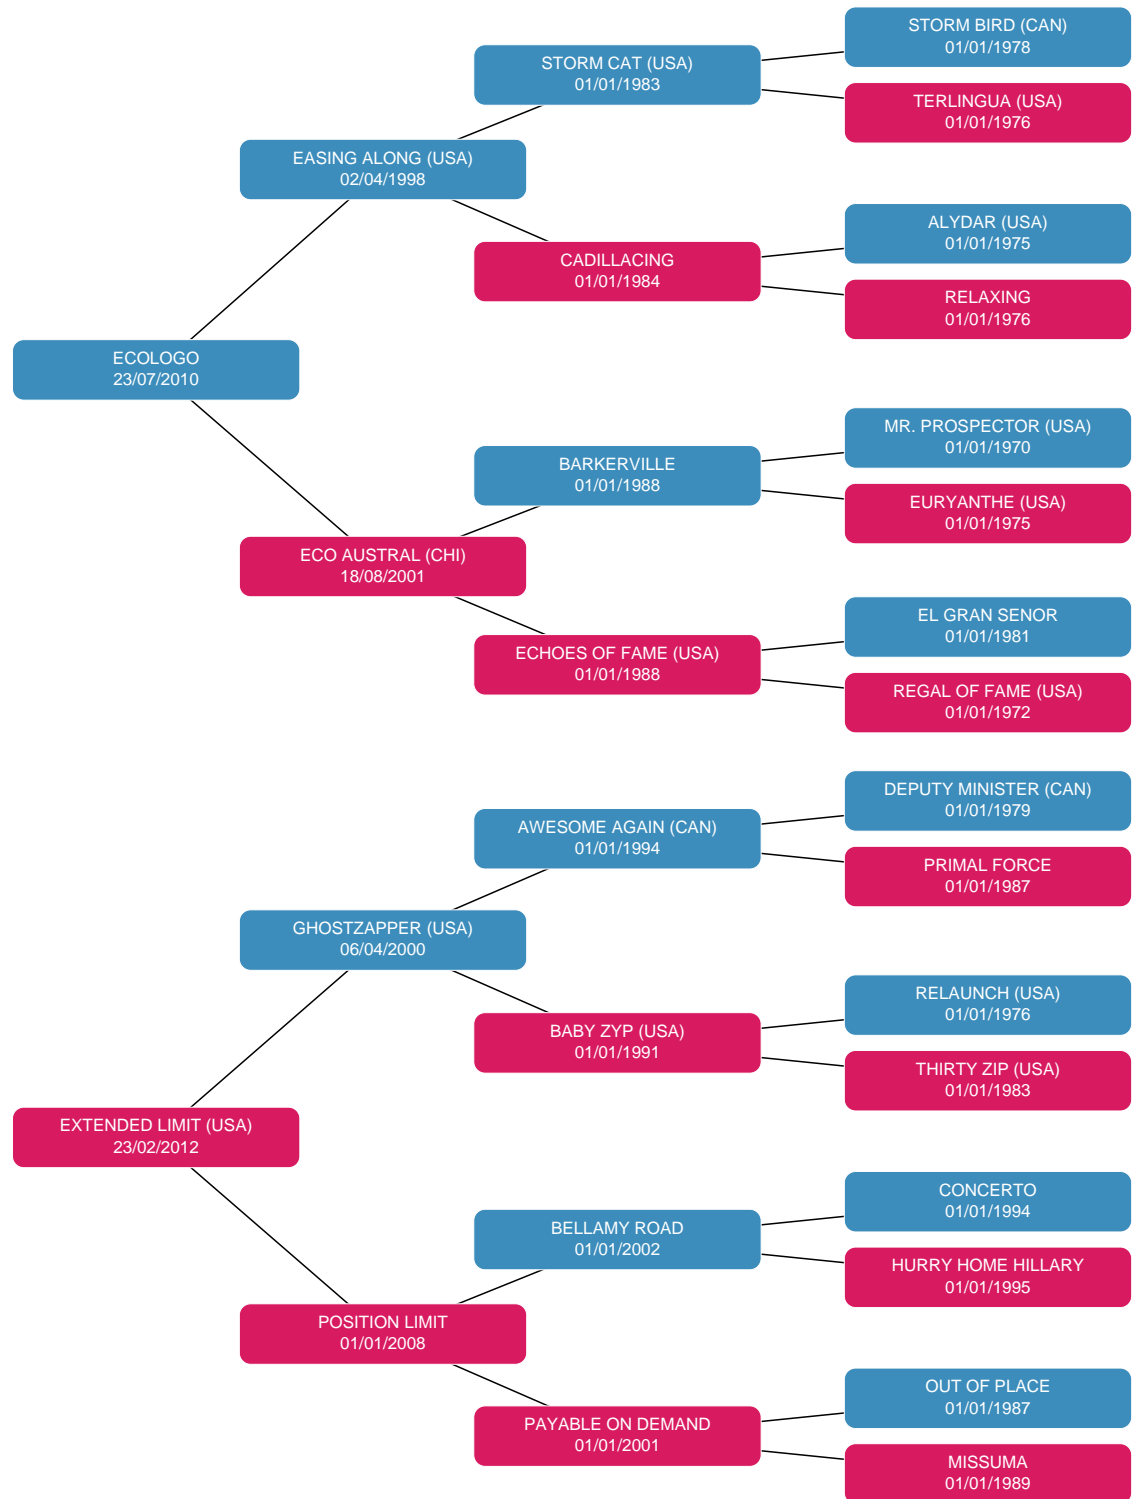 STORM BIRD (CAN)
01/01/1978
STORM CAT (USA)
01/01/1983
TERLINGUA (USA)
01/01/1976
EASING ALONG (USA)
02/04/1998
ALYDAR (USA)
01/01/1975
CADILLACING
01/01/1984
RELAXING
01/01/1976
ECOLOGO
23/07/2010
MR. PROSPECTOR (USA)
01/01/1970
BARKERVILLE
01/01/1988
EURYANTHE (USA)
01/01/1975
ECO AUSTRAL (CHI)
18/08/2001
EL GRAN SENOR
01/01/1981
ECHOES OF FAME (USA)
01/01/1988
REGAL OF FAME (USA)
01/01/1972
DEPUTY MINISTER (CAN)
01/01/1979
AWESOME AGAIN (CAN)
01/01/1994
PRIMAL FORCE
01/01/1987
GHOSTZAPPER (USA)
06/04/2000
RELAUNCH (USA)
01/01/1976
BABY ZYP (USA)
01/01/1991
THIRTY ZIP (USA)
01/01/1983
EXTENDED LIMIT (USA)
23/02/2012
CONCERTO
01/01/1994
BELLAMY ROAD
01/01/2002
HURRY HOME HILLARY
01/01/1995
POSITION LIMIT
01/01/2008
OUT OF PLACE
01/01/1987
PAYABLE ON DEMAND
01/01/2001
MISSUMA
01/01/1989